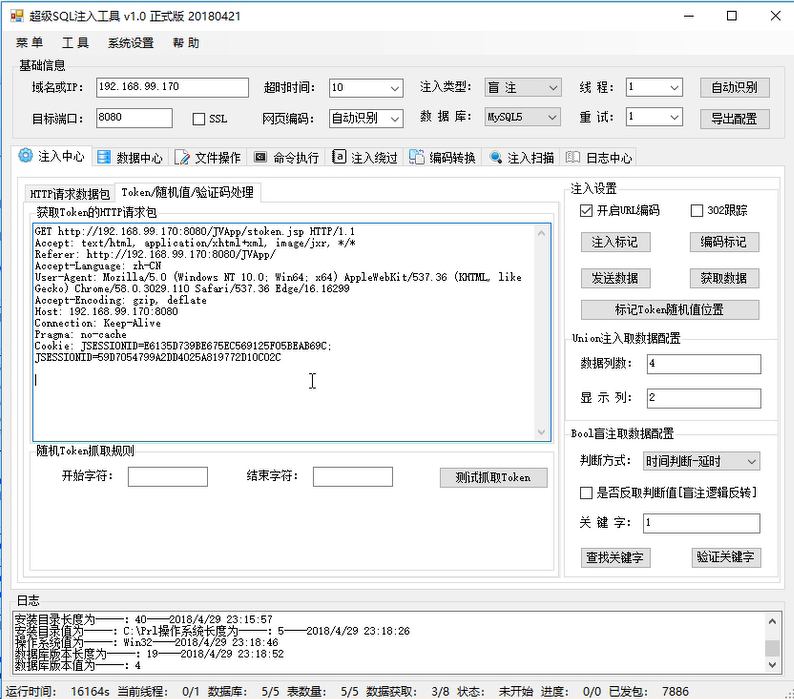 超级SQL注入工具 v1.0 正式版 20180421
菜 单 工 具 系统设置 帮 助
基础信息
域名或IP: 192.168.99.170 超时时间: 10 注入类型: 盲 注 线 程: 1 自动识别
目标端口: 8080 SSL 网页编码: 自动识别 数 据 库: MySQL5 重 试: 1 导出配置
注入中心 数据中心 文件操作 命令执行 注入绕过 编码转换 注入扫描 日志中心
HTTP请求数据包 Token/随机值/验证码处理
获取Token的HTTP请求包
GET http://192.168.99.170:8080/JVApp/stoken.jsp HTTP/1.1
Accept: text/html, application/xhtml+xml, image/jxr, */*
Referer: http://192.168.99.170:8080/JVApp/
Accept-Language: zh-CN
User-Agent: Mozilla/5.0 (Windows NT 10.0; Win64; x64) AppleWebKit/537.36 (KHTML, like
Gecko) Chrome/58.0.3029.110 Safari/537.36 Edge/16.16299
Accept-Encoding: gzip, deflate
Host: 192.168.99.170:8080
Connection: Keep-Alive
Pragma: no-cache
Cookie: JSESSIONID=E6135D739BE675EC569125F05BEAB69C;
JSESSIONID=59D7054799A2DD4025A819772D10C02C
随机Token抓取规则
开始字符: 结束字符: 测试抓取Token
注入设置
开启URL编码 302跟踪
注入标记 编码标记
发送数据 获取数据
标记Token随机值位置
Union注入取数据配置
数据列数: 4
显 示 列: 2
Bool盲注取数据配置
判断方式: 时间判断-延时
是否反取判断值[盲注逻辑反转]
关 键 字: 1
查找关键字 验证关键字
日志
安装目录长度为————: 40——2018/4/29 23:15:57
安装目录值为————: C:\Prl操作系统长度为————: 5——2018/4/29 23:18:26
操作系统值为————: Win32——2018/4/29 23:18:46
数据库版本长度为————: 19——2018/4/29 23:18:52
数据库版本值为————: 4
运行时间: 16164s 当前线程: 0/1 数据库: 5/5 表数量: 5/5 数据获取: 3/8 状态: 未开始 进度: 0/0 已发包: 7886